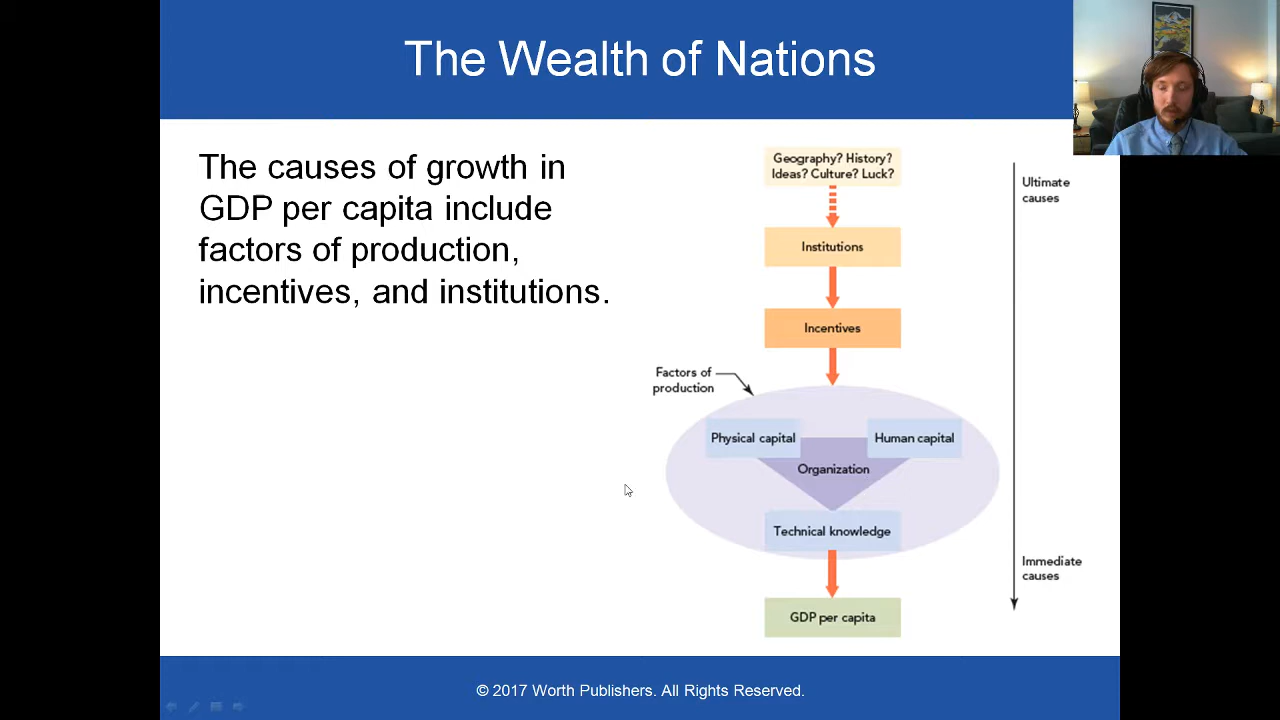 The Wealth of Nations
The causes of growth in
GDP per capita include
factors of production,
incentives, and institutions.
Geography? History?
Ideas? Culture? Luck?
Ultimate
causes
Institutions
Incentives
Factors of
production
Physical capital
Human capital
Organization
Technical knowledge
Immediate
causes
GDP per capita
© 2017 Worth Publishers. All Rights Reserved.